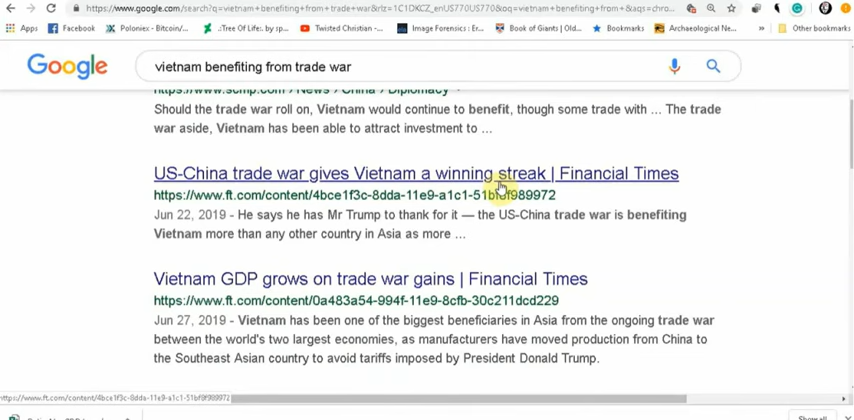 https://www.google.com/search?q=vietnam+benefiting+from+trade+war&rlz=1C1DKCZ_enUS770US770&oq=vietnam+benefiting+from+&aqs=chro...
Apps Facebook Poloniex - Bitcoin/... .:Tree Of Life:. by sp... Twisted Christian -... Image Forensics : Er... Book of Giants | Old... Bookmarks Archaeological Ne... » Other bookmarks
Google vietnam benefiting from trade war
https://www.scmp.com › News › China › Diplomacy
Should the trade war roll on, Vietnam would continue to benefit, though some trade with ... The trade
war aside, Vietnam has been able to attract investment to ...
US-China trade war gives Vietnam a winning streak | Financial Times
https://www.ft.com/content/4bce1f3c-8dda-11e9-a1c1-51bf8f989972
Jun 22, 2019 - He says he has Mr Trump to thank for it — the US-China trade war is benefiting
Vietnam more than any other country in Asia as more ...
Vietnam GDP grows on trade war gains | Financial Times
https://www.ft.com/content/0a483a54-994f-11e9-8cfb-30c211dcd229
Jun 27, 2019 - Vietnam has been one of the biggest beneficiaries in Asia from the ongoing trade war
between the world's two largest economies, as manufacturers have moved production from China to
the Southeast Asian country to avoid tariffs imposed by President Donald Trump.
https://www.ft.com/content/4bce1f3c-8dda-11e9-a1c1-51bf8f989972
Show all